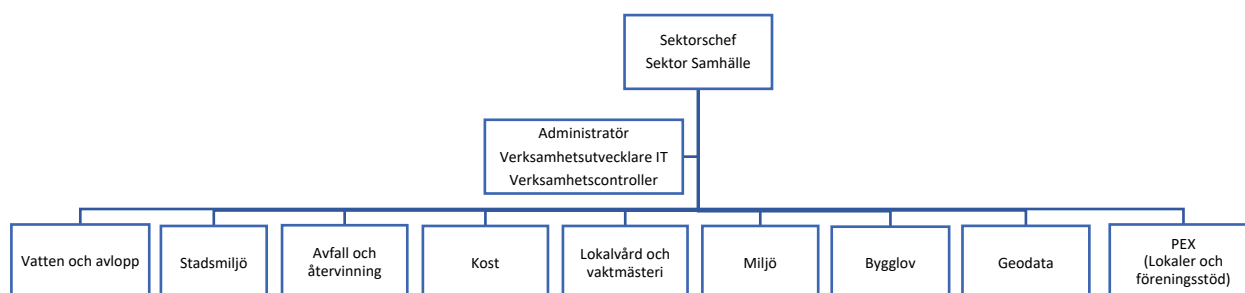 Sektorschef
Sektor Samhälle
Administratör
Verksamhetsutvecklare IT
Verksamhetscontroller
Vatten och avlopp
Stadsmiljö
Avfall och
återvinning
Kost
Lokalvård och
vaktmästeri
Miljö
Bygglov
Geodata
PEX
(Lokaler och
föreningsstöd)